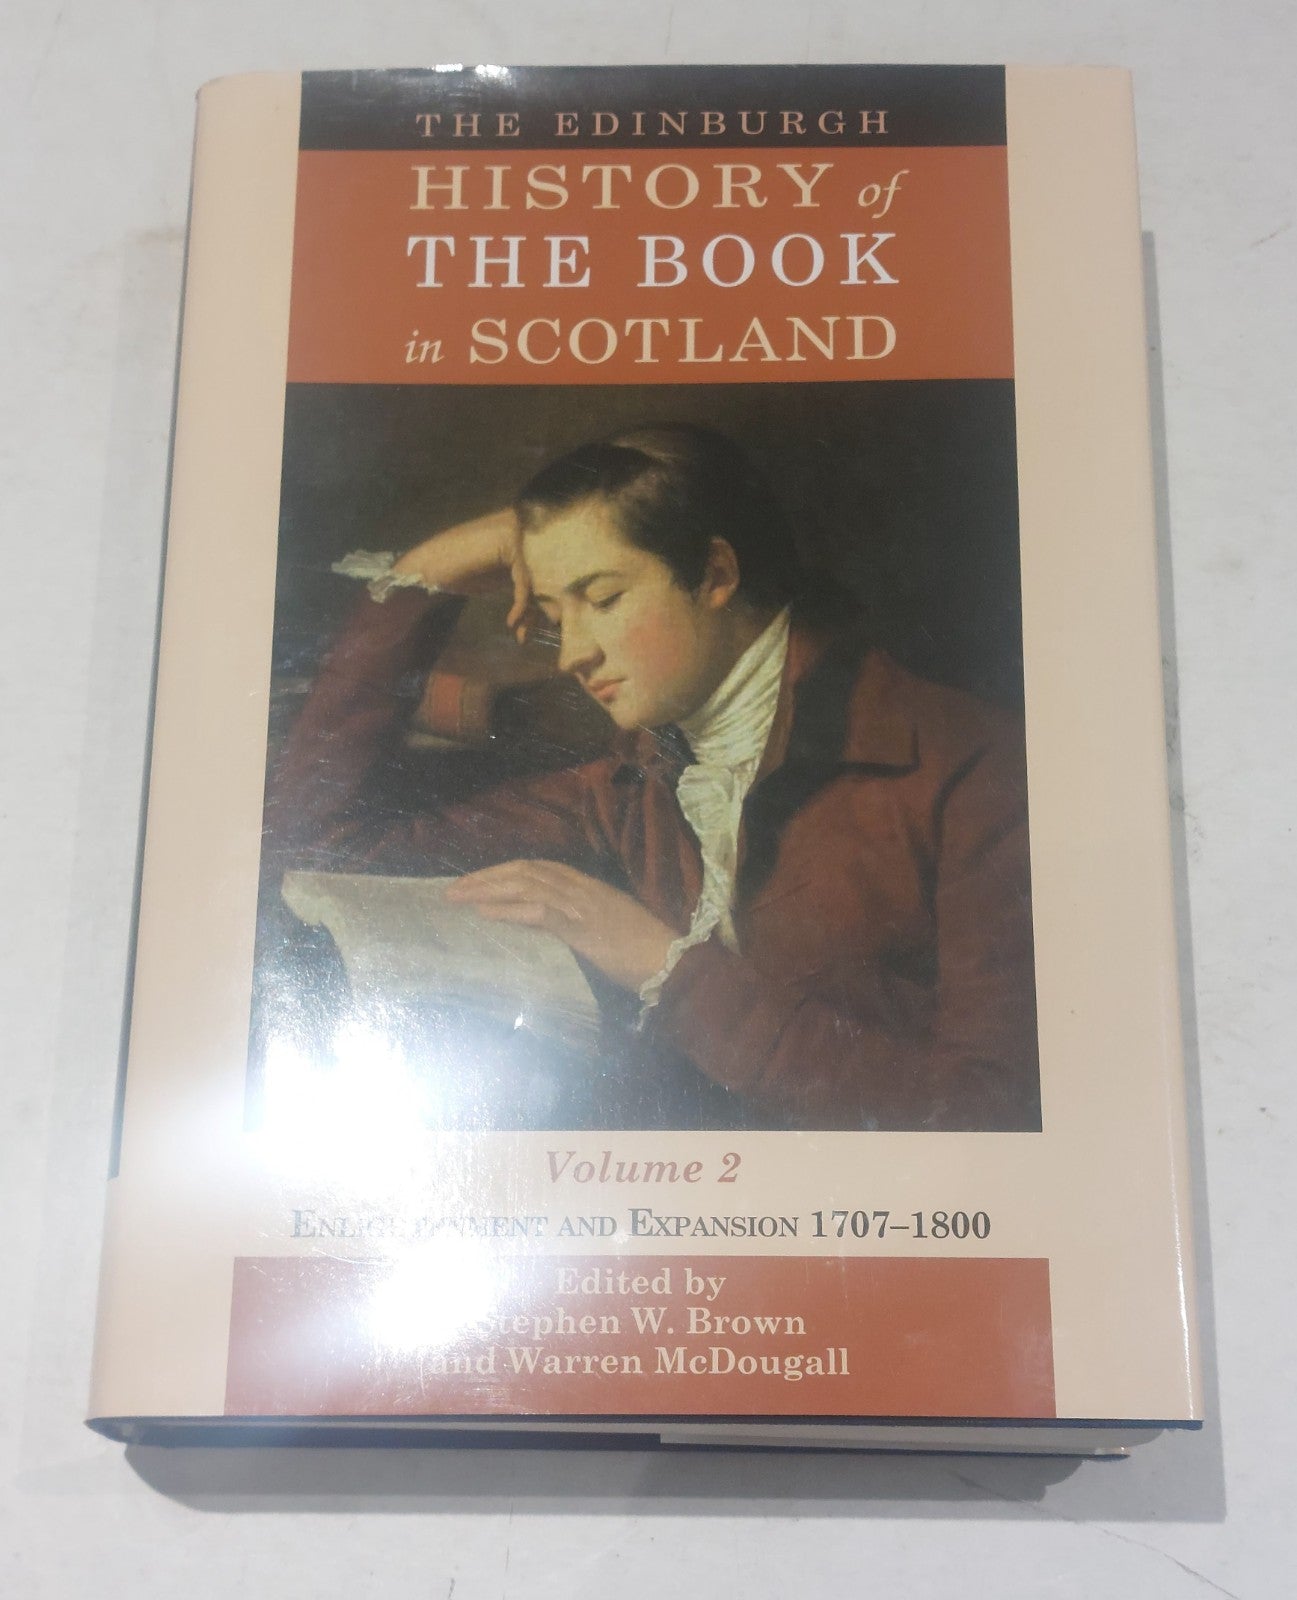 THE EDINBURGH
HISTORY of
THE BOOK
in SCOTLAND
Volume 2
ENLIGHTENMENT AND EXPANSION 1707–1800
Edited by
Stephen W. Brown
and Warren McDougall